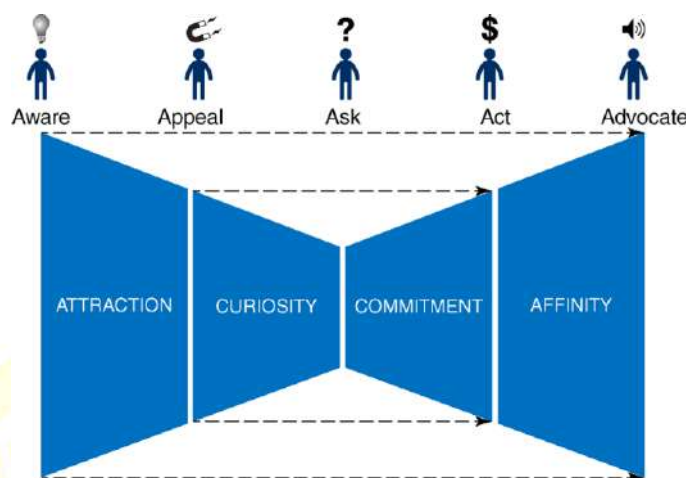 ? $
Aware Appeal Ask Act Advocate
ATTRACTION CURIOSITY COMMITMENT AFFINITY